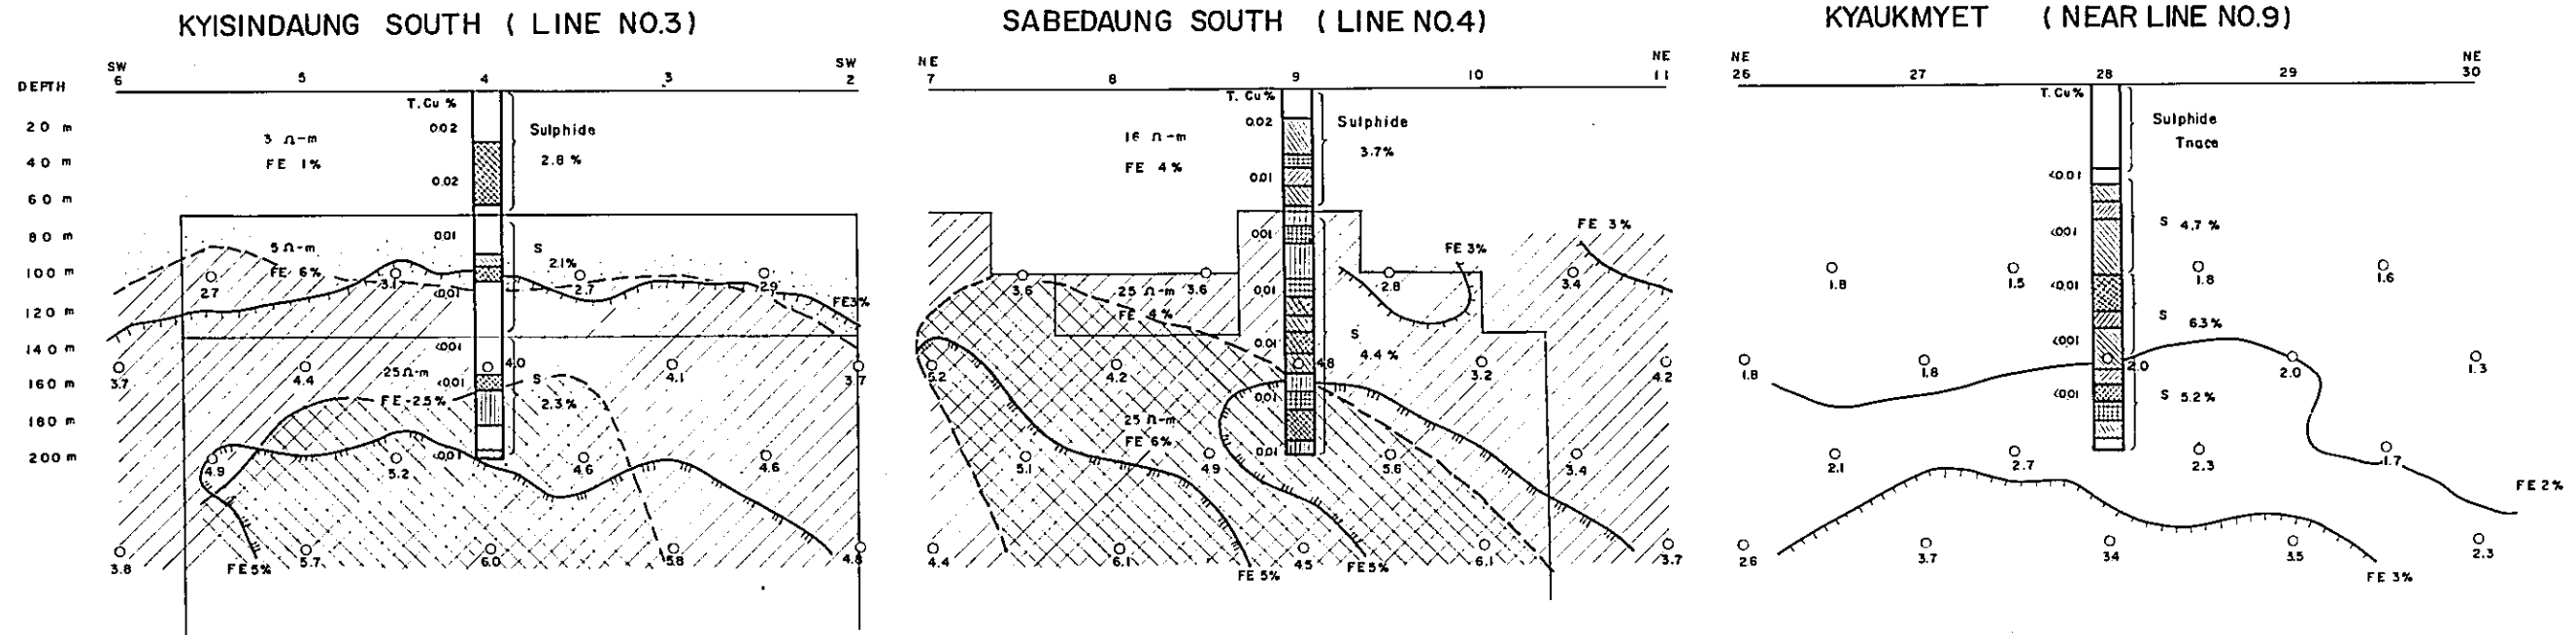 KYISINDAUNG SOUTH ( LINE NO.3)
DEPTH
20 m
40 m
60 m
80 m
100 m
120 m
140 m
160 m
180 m
200 m
SW
6
5
4
3
SW
2
T. Cu %
0.02
0.02
0.01
<0.01
<0.01
<0.01
<0.01
3 Ω-m
FE 1%
Sulphide
2.8 %
5 Ω-m
FE 6%
S
2.1%
2.7
3.1
2.7
2.9
FE3%
3.7
4.4
4.0
4.1
3.7
25Ω-m
FE-25%
S
2.3%
4.9
5.2
4.6
4.6
3.8
FE5%
5.7
6.0
5.8
4.8
SABEDAUNG SOUTH ( LINE NO.4)
NE
7
8
9
10
NE
11
T. Cu%
0.02
0.01
0.01
0.01
0.01
0.01
0.01
16 Ω-m
FE 4%
Sulphide
3.7%
FE 3%
FE 3%
3.6
3.6
2.8
3.4
25 Ω-m
FE 4%
S
4.4%
5.2
4.2
4.8
3.2
4.2
25 Ω-m
FE 6%
5.1
4.9
5.6
3.4
4.4
6.1
4.5
6.1
3.7
FE 5%
FE5%
KYAUKMYET ( NEAR LINE NO.9)
NE
26
27
28
29
NE
30
T. Cu%
<0.01
<001
<0.01
<0.01
<0.01
Sulphide
Tnace
S 4.7 %
S 6.3%
S 5.2%
1.8
1.5
1.8
1.6
1.8
1.8
2.0
2.0
1.3
2.1
2.7
2.3
1.7
FE 2%
26
3.7
34
3.5
2.3
FE 3%